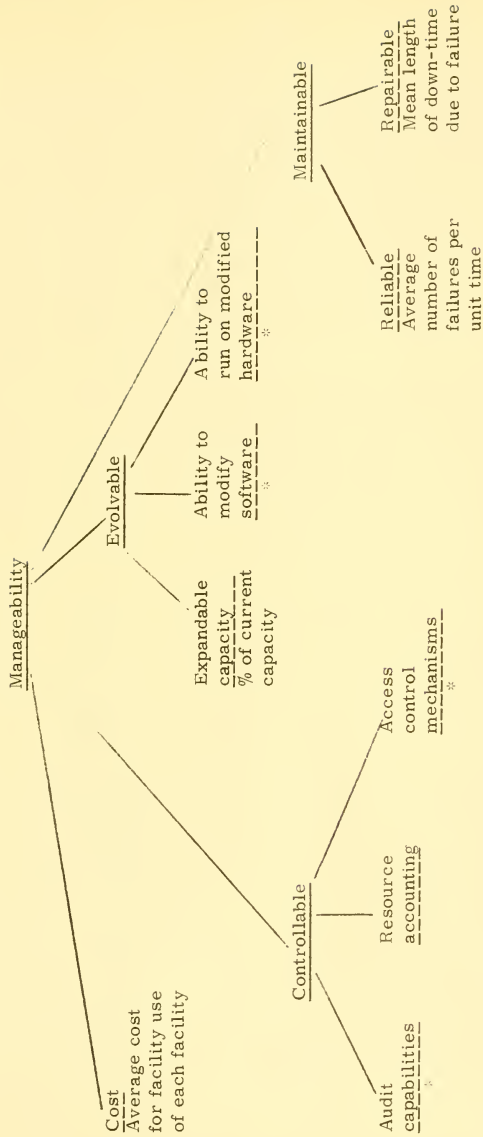 Manageability
Cost
Average cost
for facility use
of each facility
Controllable
Audit
capabilities
*
Resource
accounting
Access
control
mechanisms
*
Evolvable
Expandable
capacity
% of current
capacity
Ability to
modify
software
*
Ability to
run on modified
hardware
*
Maintainable
Reliable
Average
number of
failures per
unit time
Repairable
Mean length
of down-time
due to failure